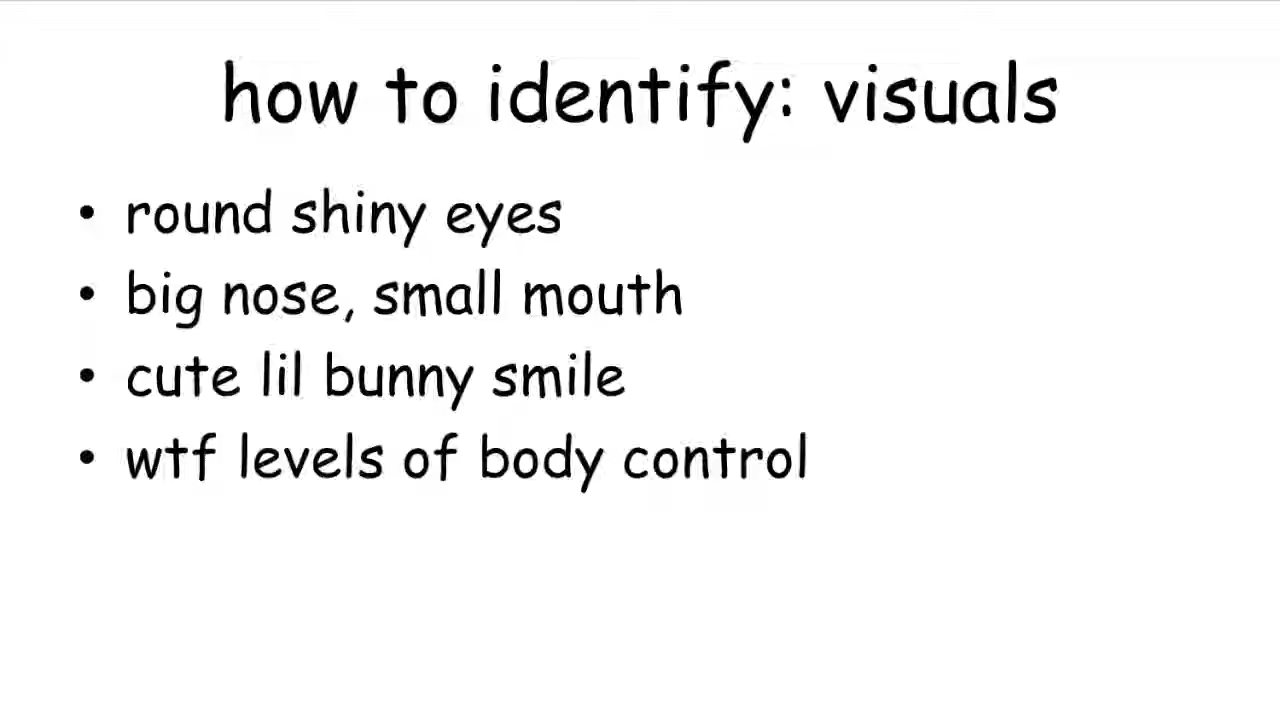 how to identify: visuals
• round shiny eyes
• big nose, small mouth
• cute lil bunny smile
• wtf levels of body control